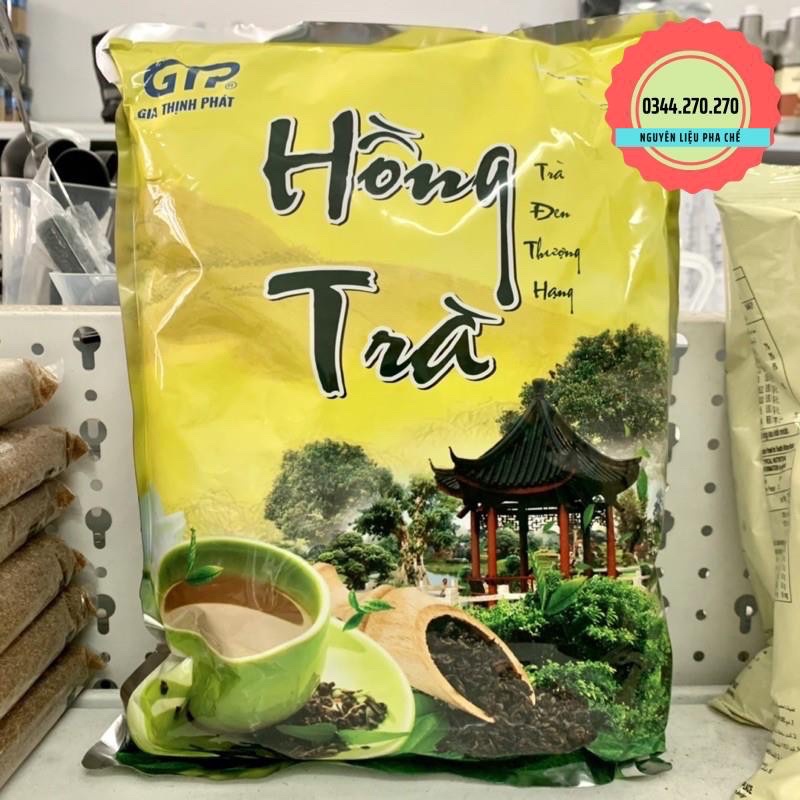 GTP®
GIA THỊNH PHÁT
Hồng
Trà
Trà
Đen
Thượng
Hạng
0344.270.270
NGUYÊN LIỆU PHA CHẾ